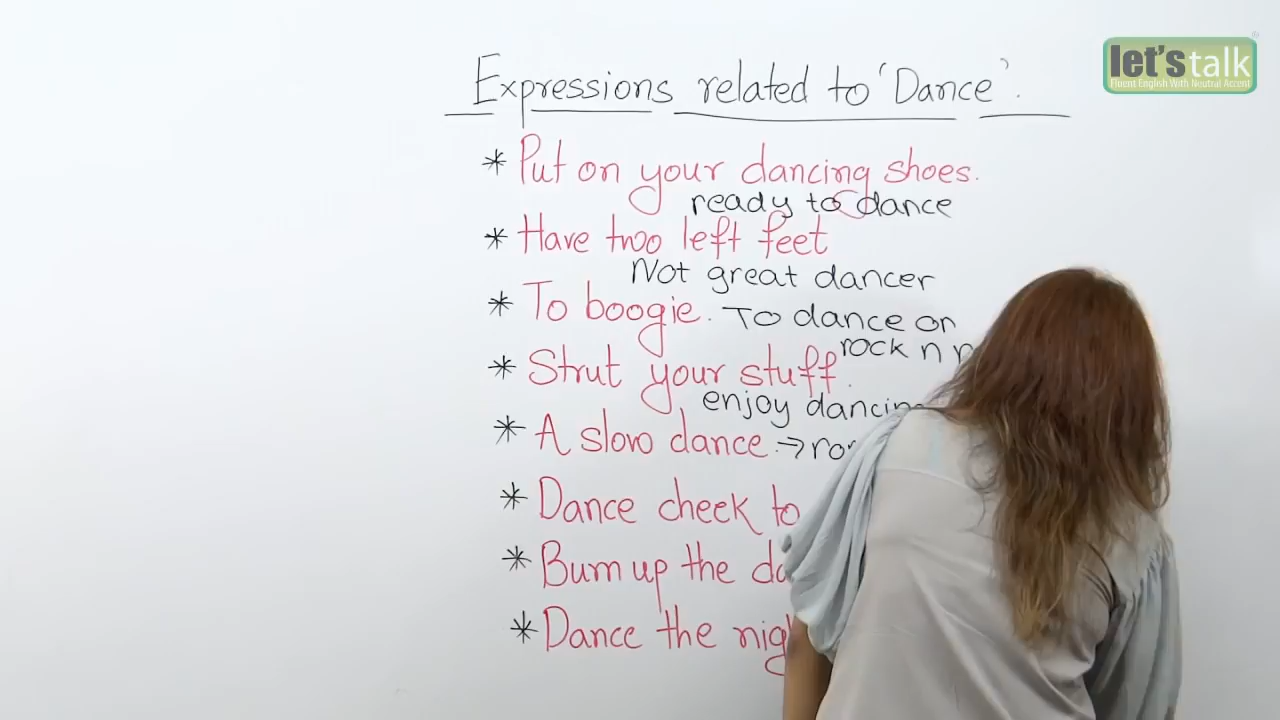 let's talk
Fluent English With Neutral Accent
Expressions related to 'Dance'.
* Put on your dancing shoes.
ready to dance
* Have two left feet
Not great dancer
* To boogie. To dance on
rock n
* Strut your stuff.
enjoy dancing
* A slow dance. →
* Dance cheek to
* Burn up the
* Dance the